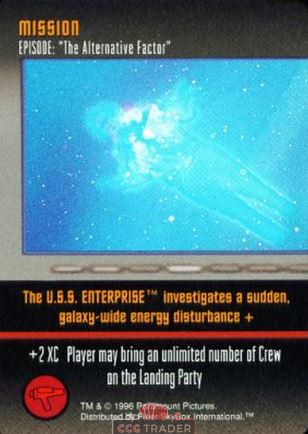 MISSION
EPISODE: "The Alternative Factor"
The U.S.S. ENTERPRISE™ investigates a sudden,
galaxy-wide energy disturbance +
+2 XC Player may bring an unlimited number of Crew
on the Landing Party
TM & © 1996 Paramount Pictures.
Distributed by Fleer/SkyBox International.™
CCG TRADER